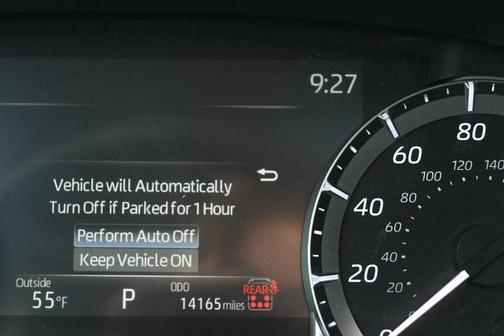 9:27
Vehicle will Automatically
Turn Off if Parked for 1 Hour
Perform Auto Off
Keep Vehicle ON
Outside
55°F
P
ODO
14165 miles
80
60
40
20
140
120
100
80
60
40
20